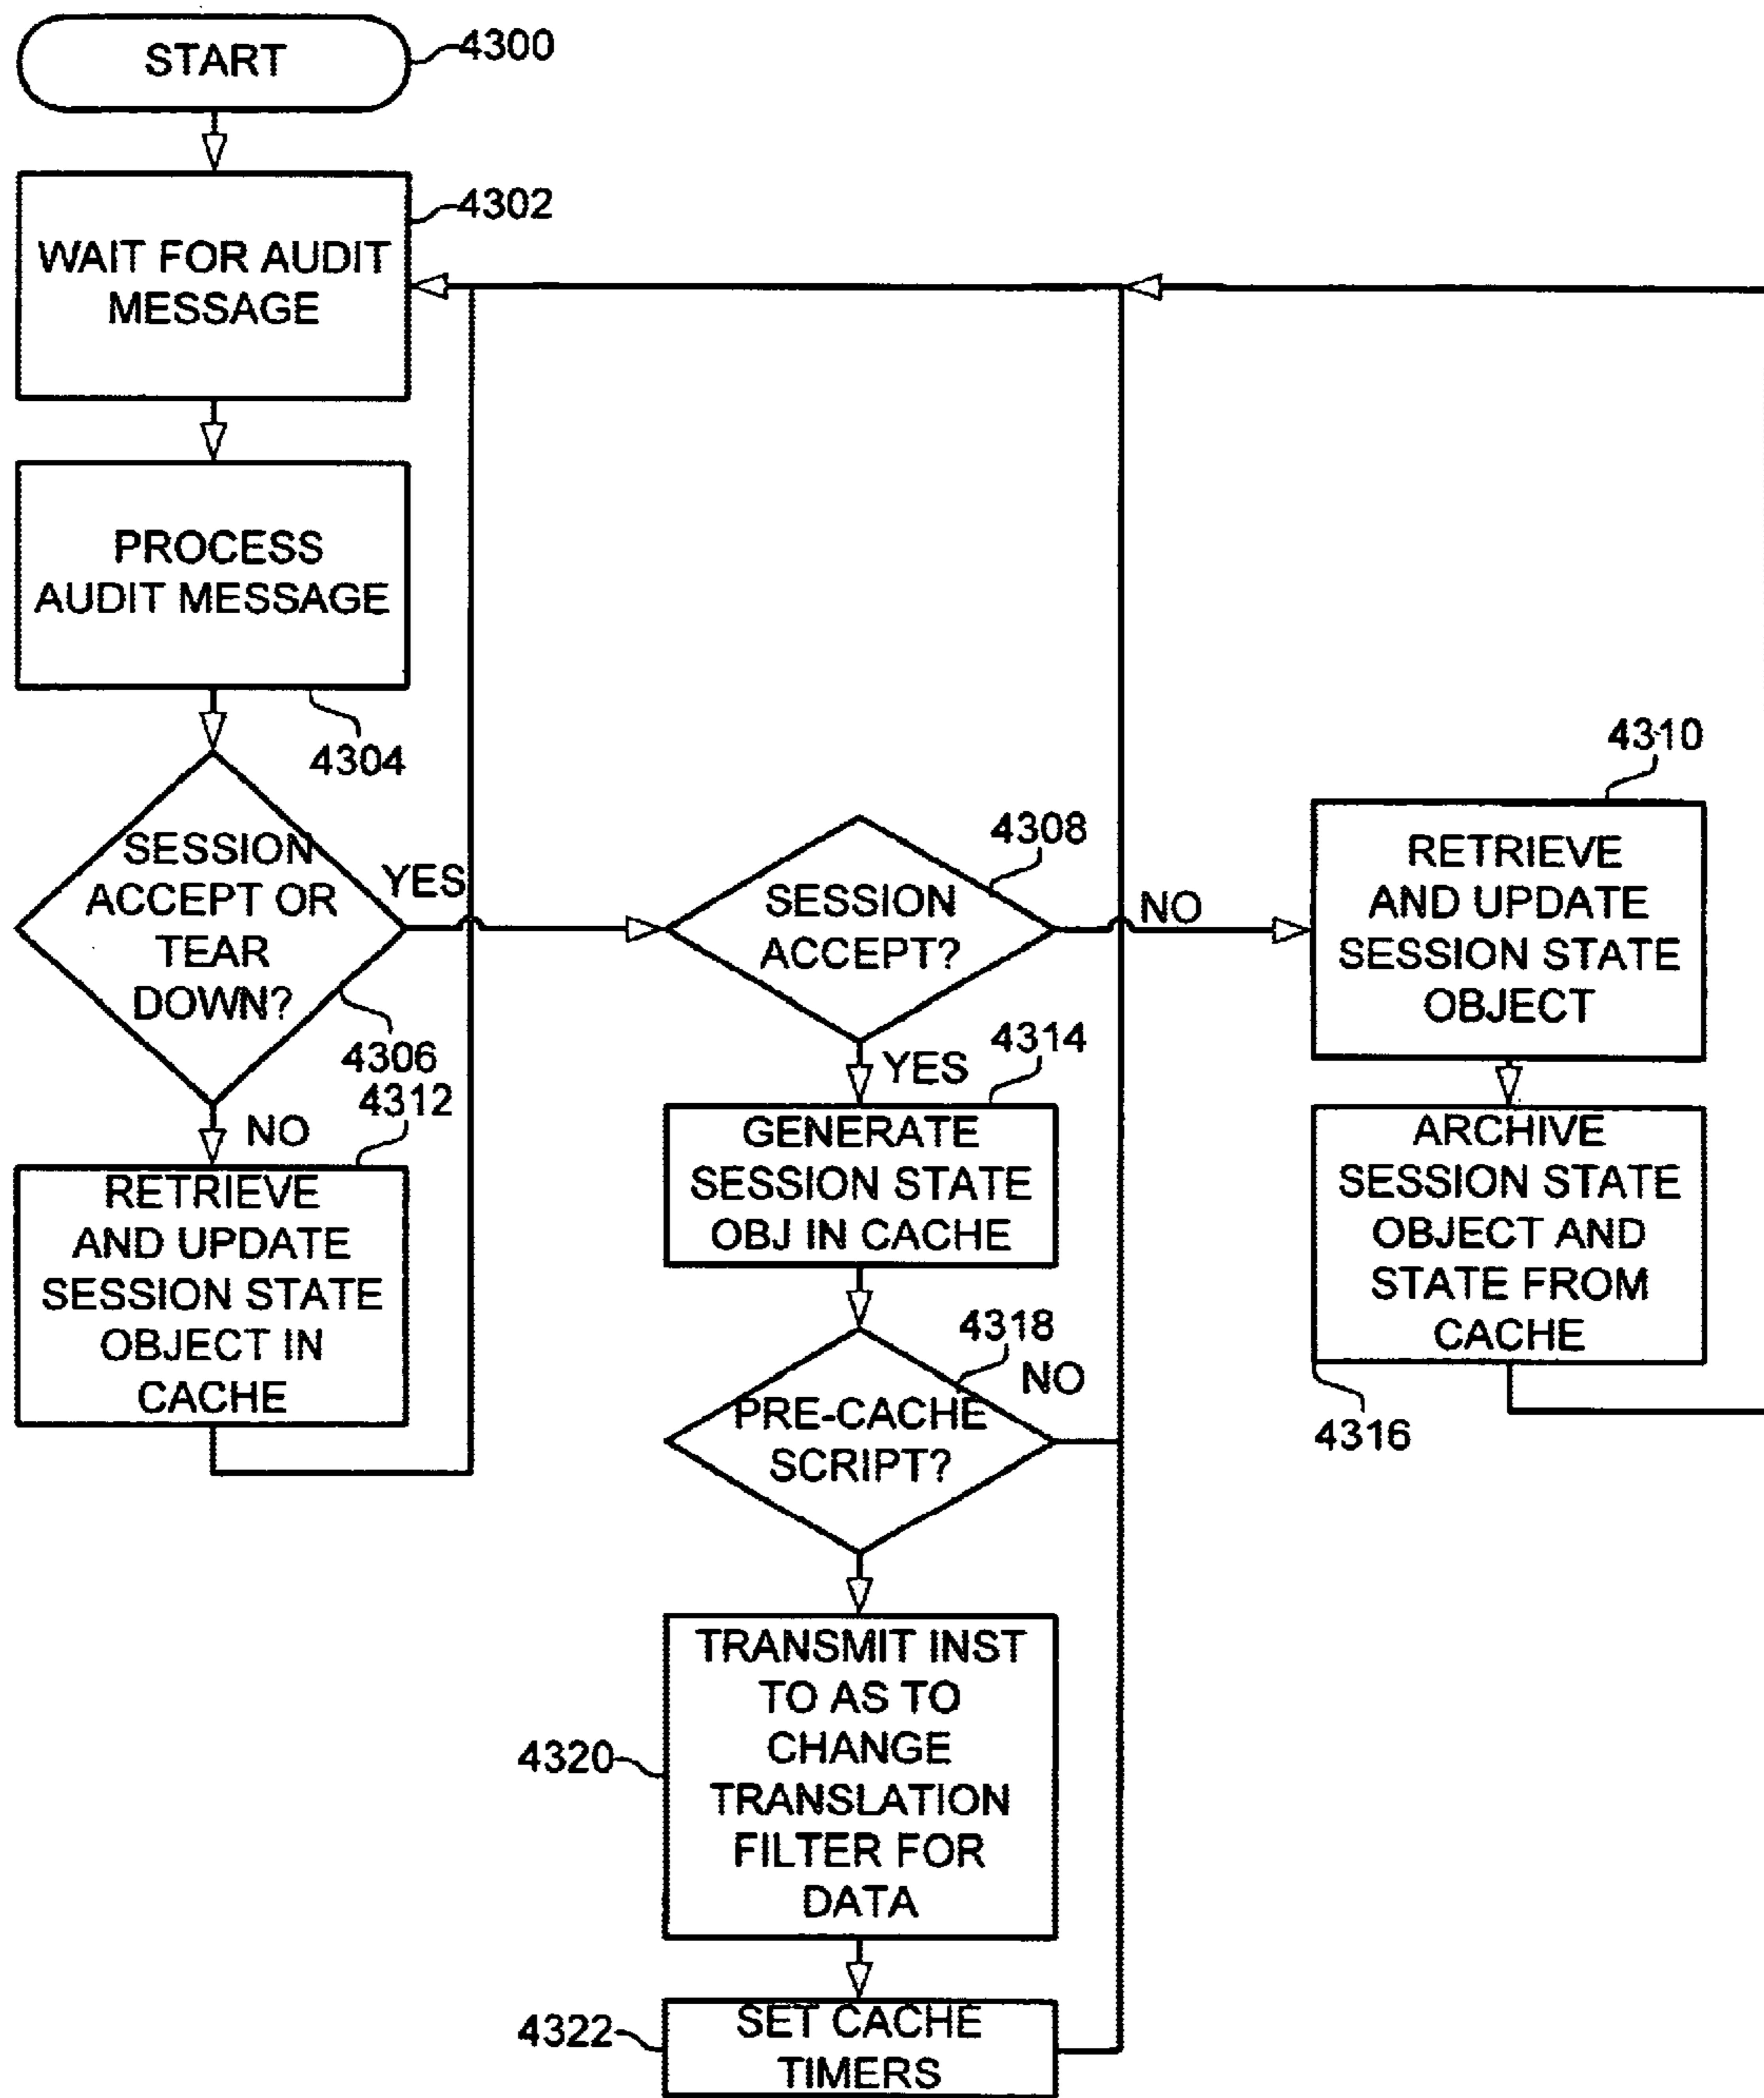 START
4300
WAIT FOR AUDIT
MESSAGE
4302
PROCESS
AUDIT MESSAGE
4304
SESSION
ACCEPT OR
TEAR
DOWN?
4306
YES
NO
4312
RETRIEVE
AND UPDATE
SESSION STATE
OBJECT IN
CACHE
SESSION
ACCEPT?
4308
NO
YES
4310
RETRIEVE
AND UPDATE
SESSION STATE
OBJECT
4314
GENERATE
SESSION STATE
OBJ IN CACHE
ARCHIVE
SESSION STATE
OBJECT AND
STATE FROM
CACHE
4316
PRE-CACHE
SCRIPT?
4318
NO
TRANSMIT INST
TO AS TO
CHANGE
TRANSLATION
FILTER FOR
DATA
4320
SET CACHE
TIMERS
4322